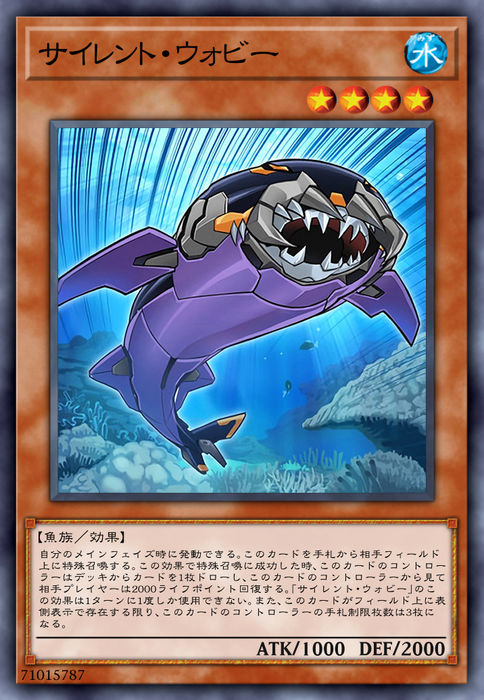 サイレント・ウォビー
みず
水
【魚族／効果】
自分のメインフェイズ時に発動できる。このカードを手札から相手フィールド
上に特殊召喚する。この効果で特殊召喚に成功した時、このカードのコントロー
ラーはデッキからカードを1枚ドローし、このカードのコントローラーから見て
相手プレイヤーは2000ライフポイント回復する。「サイレント・ウォビー」のこ
の効果は1ターンに1度しか使用できない。また、このカードがフィールド上に表
側表示で存在する限り、このカードのコントローラーの手札制限枚数は3枚に
なる。
ATK/1000 DEF/2000
71015787